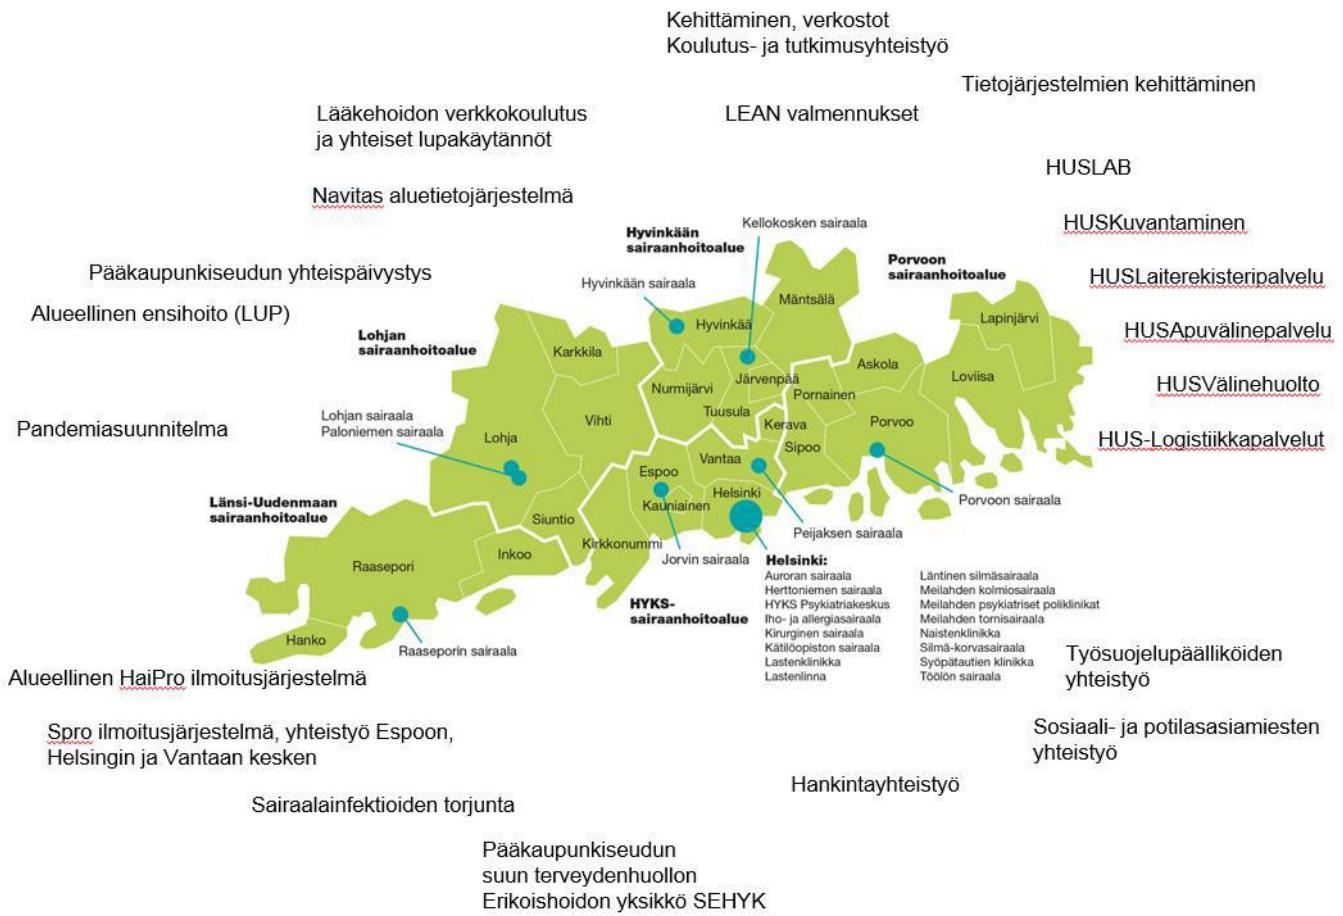 Kehittäminen, verkostot
Koulutus- ja tutkimusyhteistyö
Tietojärjestelmien kehittäminen
Lääkehoidon verkkokoulutus
ja yhteiset lupakäytännöt
LEAN valmennukset
HUSLAB
Navitas aluetietojärjestelmä
HUSKuvantaminen
Kellokosken sairaala
Hyvinkään
sairaanhoitoalue
Porvoon
sairaanhoitoalue
Pääkaupunkiseudun yhteispäivystys
HUSLaiterekisteripalvelu
Hyvinkään sairaala
Mäntsälä
Alueellinen ensihoito (LUP)
Lapinjärvi
Hyvinkää
HUSApuvälinepalvelu
Lohjan
sairaanhoitoalue
Karkkila
Askola
Loviisa
Järvenpää
Nurmijärvi
Pornainen
HUSVälinehuolto
Tuusula
Lohjan sairaala
Paloniemen sairaala
Vihti
Kerava
Porvoo
Pandemiasuunnitelma
Lohja
Sipoo
HUS-Logistiikkapalvelut
Vantaa
Espoo
Helsinki
Porvoon sairaala
Länsi-Uudenmaan
sairaanhoitoalue
Kauniainen
Siuntio
Peijaksen sairaala
Kirkkonummi
Inkoo
Jorvin sairaala
Raasepori
Helsinki:
Auroran sairaala
Herttoniemen sairaala
HYKS Psykiatriakeskus
Iho- ja allergiasairaala
Kirurginen sairaala
Kätilöopiston sairaala
Lastenklinikka
Lastenlinna
Läntinen silmäsairaala
Meilahden kolmiosairaala
Meilahden psykiatriset poliklinikat
Meilahden tornisairaala
Naistenklinikka
Silmä-korvasairaala
Syöpätautien klinikka
Töölön sairaala
HYKS-
sairaanhoitoalue
Hanko
Raaseporin sairaala
Työsuojelupäälliköiden
yhteistyö
Alueellinen HaiPro ilmoitusjärjestelmä
Spro ilmoitusjärjestelmä, yhteistyö Espoon,
Helsingin ja Vantaan kesken
Sosiaali- ja potilasasiamiesten
yhteistyö
Hankintayhteistyö
Sairaalainfektioiden torjunta
Pääkaupunkiseudun
suun terveydenhuollon
Erikoishoidon yksikkö SEHYK